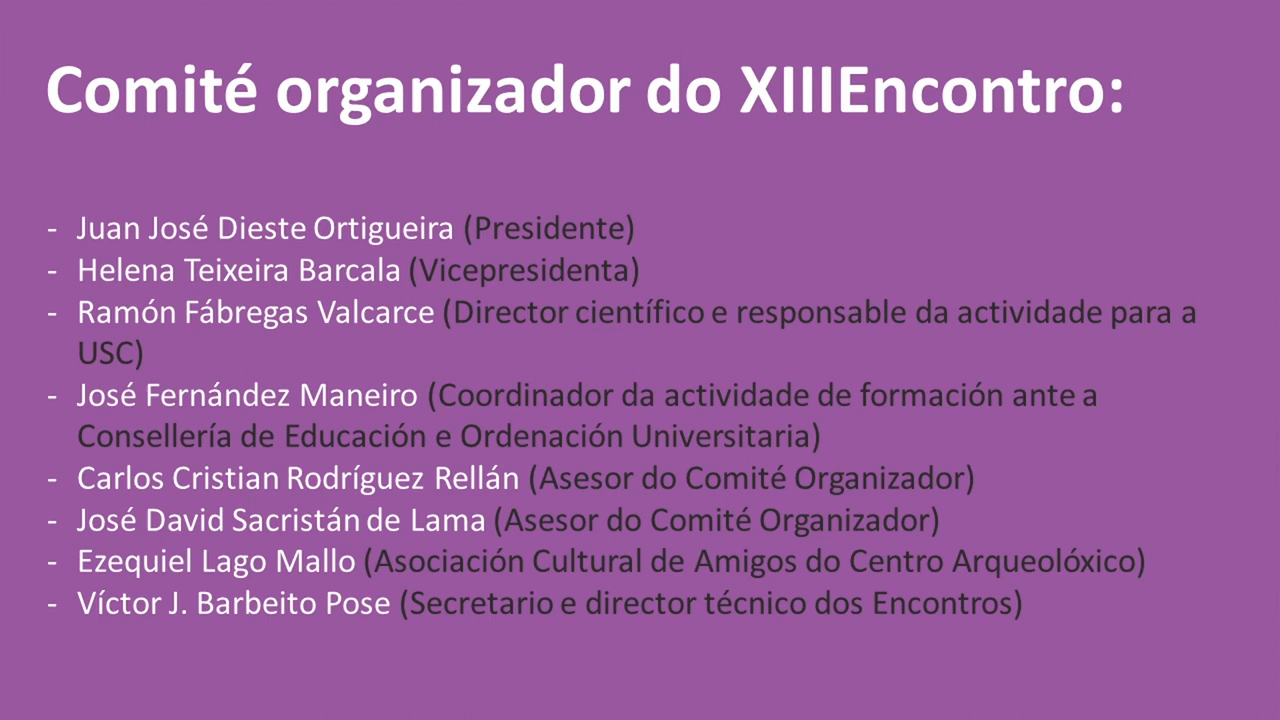 Comité organizador do XIIIEncontro:
- Juan José Dieste Ortigueira (Presidente)
- Helena Teixeira Barcala (Vicepresidenta)
- Ramón Fábregas Valcarce (Director científico e responsable da actividade para a
USC)
- José Fernández Maneiro (Coordinador da actividade de formación ante a
Consellería de Educación e Ordenación Universitaria)
- Carlos Cristian Rodríguez Rellán (Asesor do Comité Organizador)
- José David Sacristán de Lama (Asesor do Comité Organizador)
- Ezequiel Lago Mallo (Asociación Cultural de Amigos do Centro Arqueolóxico)
- Víctor J. Barbeito Pose (Secretario e director técnico dos Encontros)